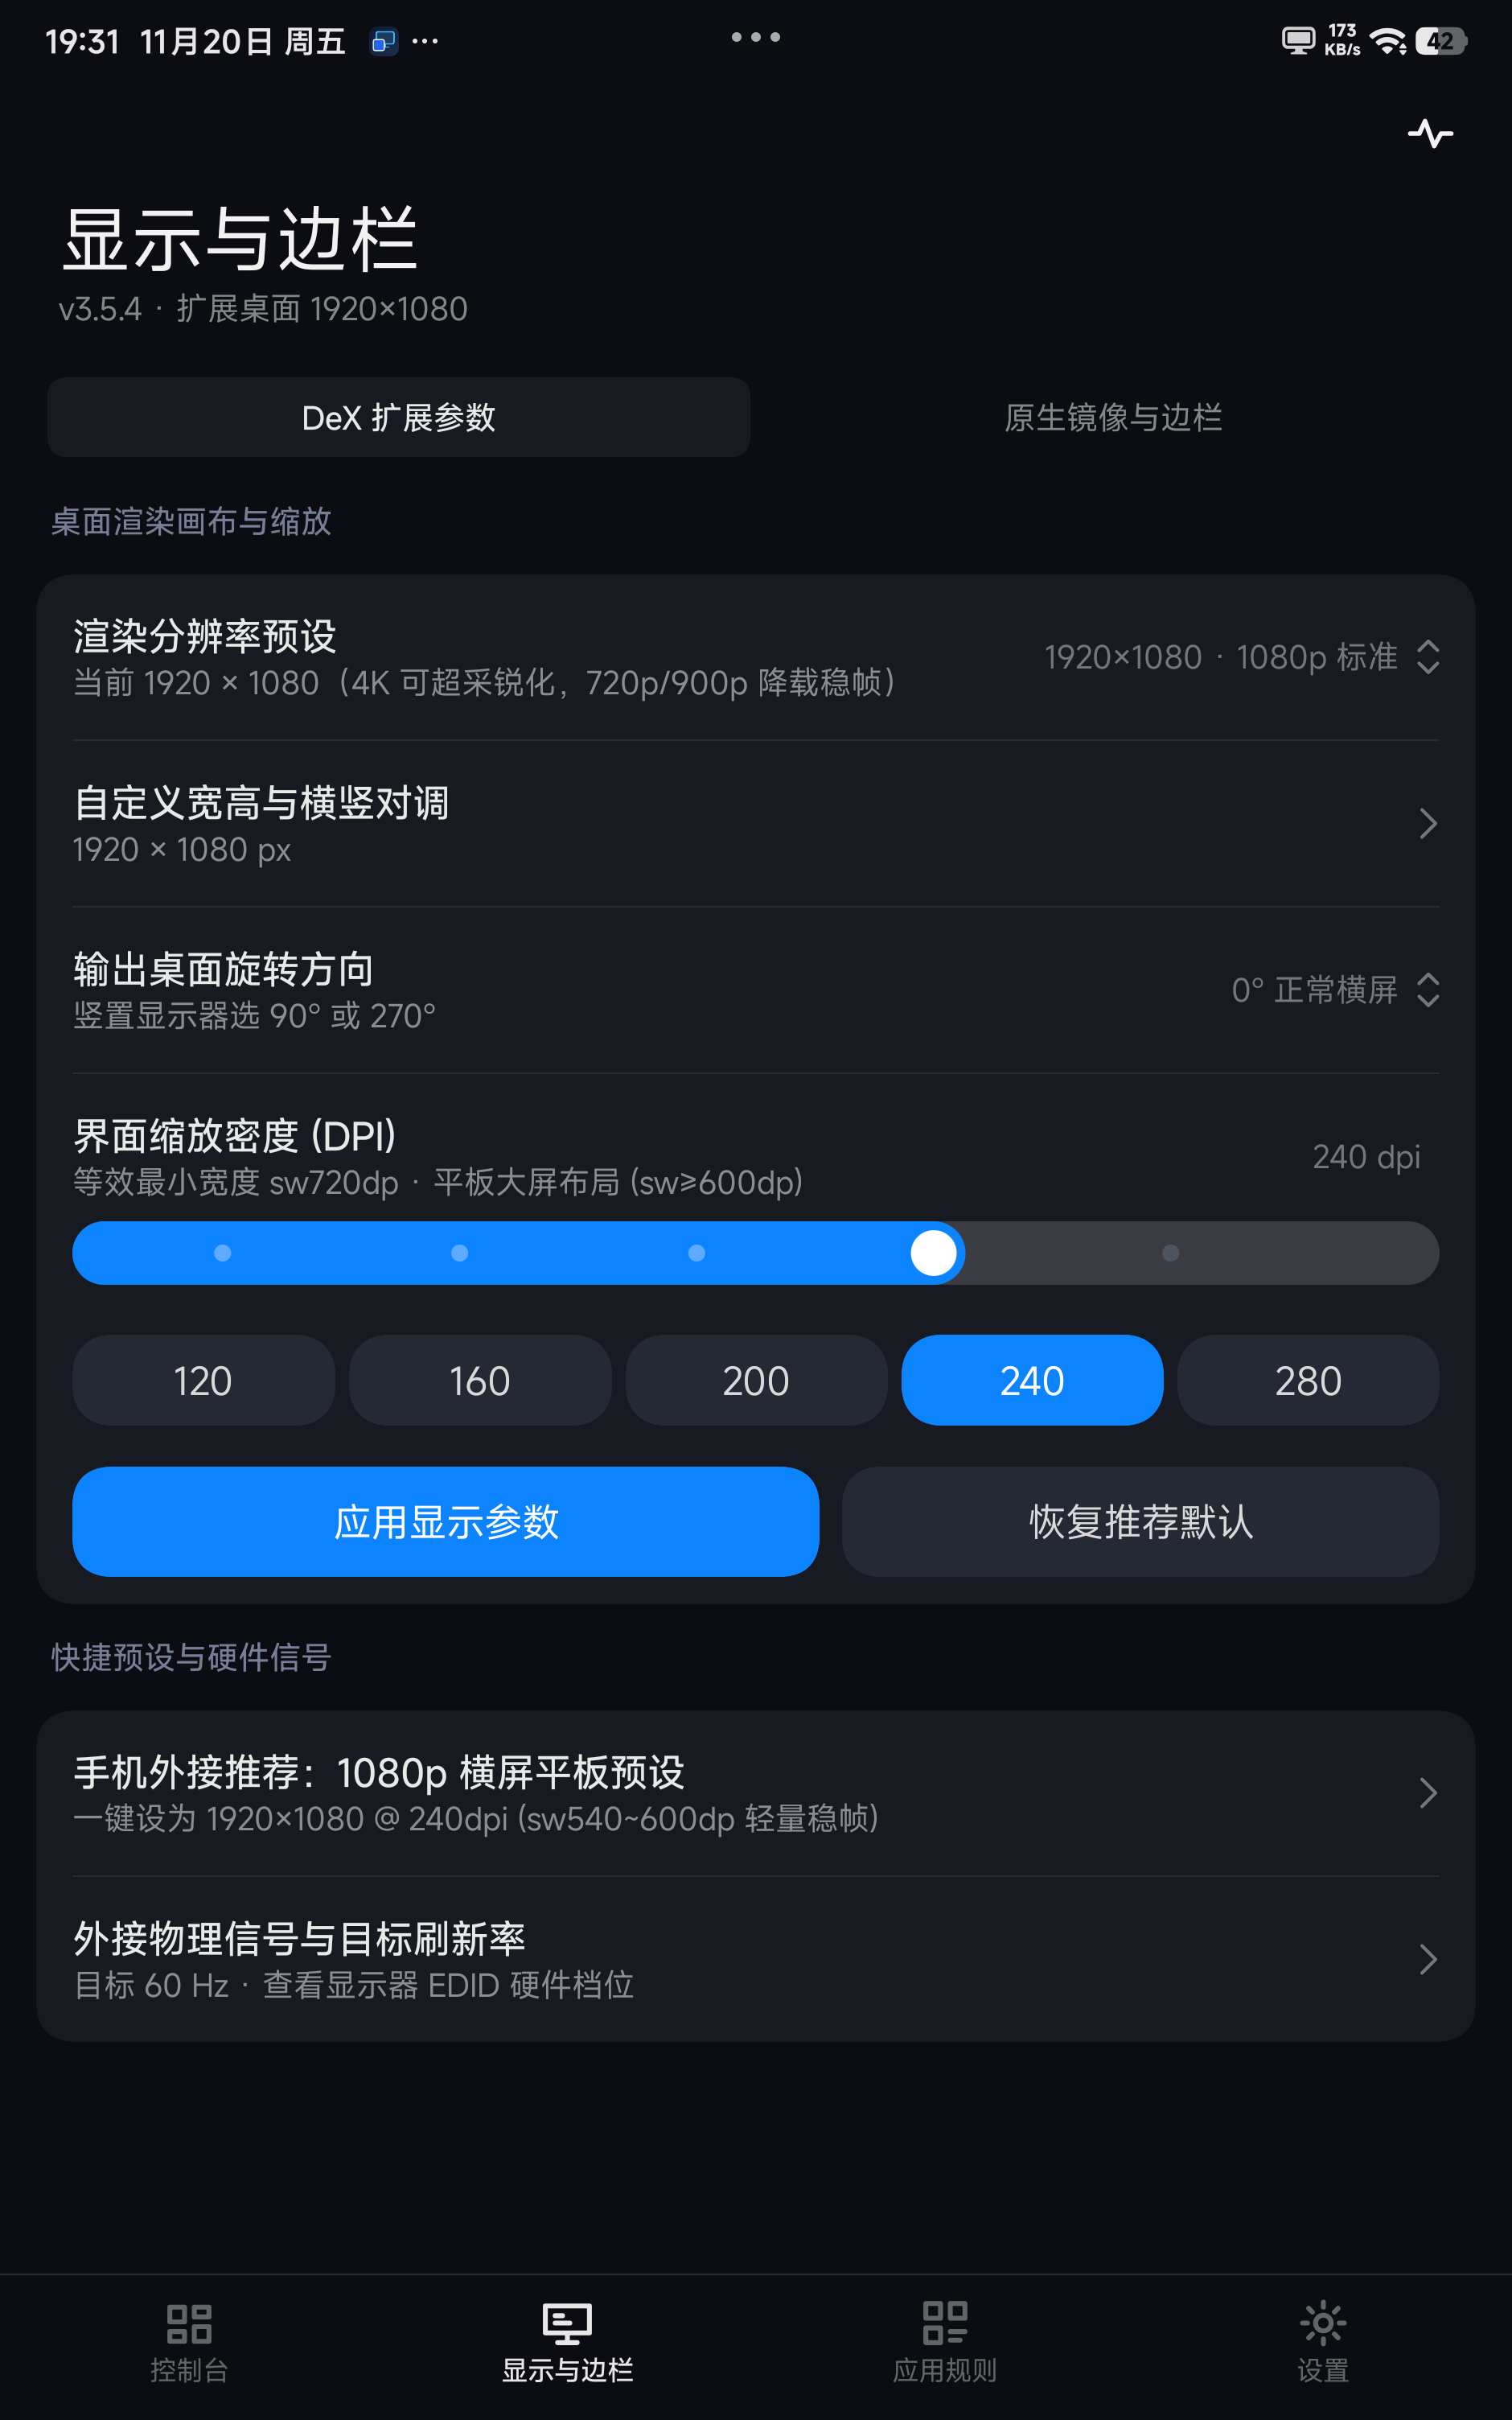 19:31 11月20日 周五
173
KB/s
42
显示与边栏
v3.5.4 · 扩展桌面 1920×1080
DeX 扩展参数
原生镜像与边栏
桌面渲染画布与缩放
渲染分辨率预设
当前 1920 × 1080（4K 可超采锐化，720p/900p 降载稳帧）
1920×1080 · 1080p 标准
自定义宽高与横竖对调
1920 × 1080 px
输出桌面旋转方向
竖置显示器选 90° 或 270°
0° 正常横屏
界面缩放密度 (DPI)
等效最小宽度 sw720dp · 平板大屏布局 (sw≥600dp)
240 dpi
120
160
200
240
280
应用显示参数
恢复推荐默认
快捷预设与硬件信号
手机外接推荐：1080p 横屏平板预设
一键设为 1920×1080 @ 240dpi (sw540~600dp 轻量稳帧)
外接物理信号与目标刷新率
目标 60 Hz · 查看显示器 EDID 硬件档位
控制台
显示与边栏
应用规则
设置